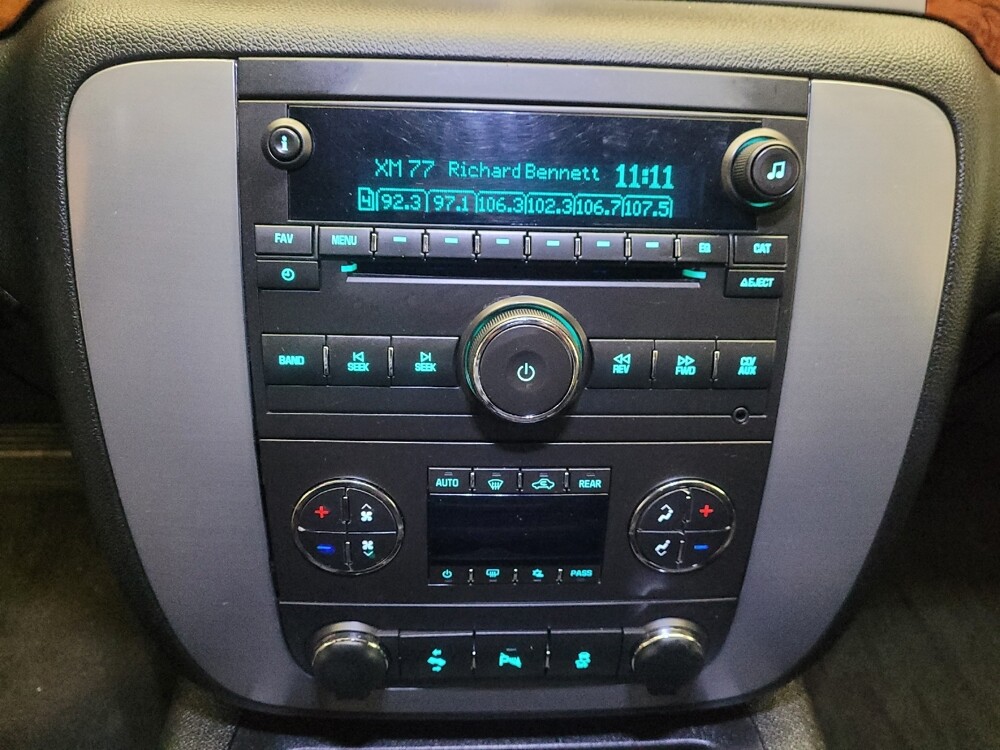 i
XM 77 Richard Bennett 11:11
4 92.3 97.1 106.3 102.3 106.7 107.5
FAV MENU EQ CAT
EJECT
BAND SEEK SEEK REV FWD CD/AUX
AUTO REAR
PASS